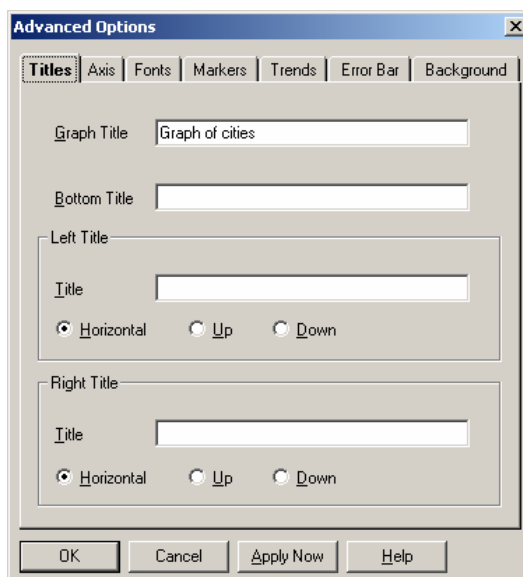 Advanced Options
Titles Axis Fonts Markers Trends Error Bar Background
Graph Title Graph of cities
Bottom Title
Left Title
Title
Horizontal Up Down
Right Title
Title
Horizontal Up Down
OK Cancel Apply Now Help